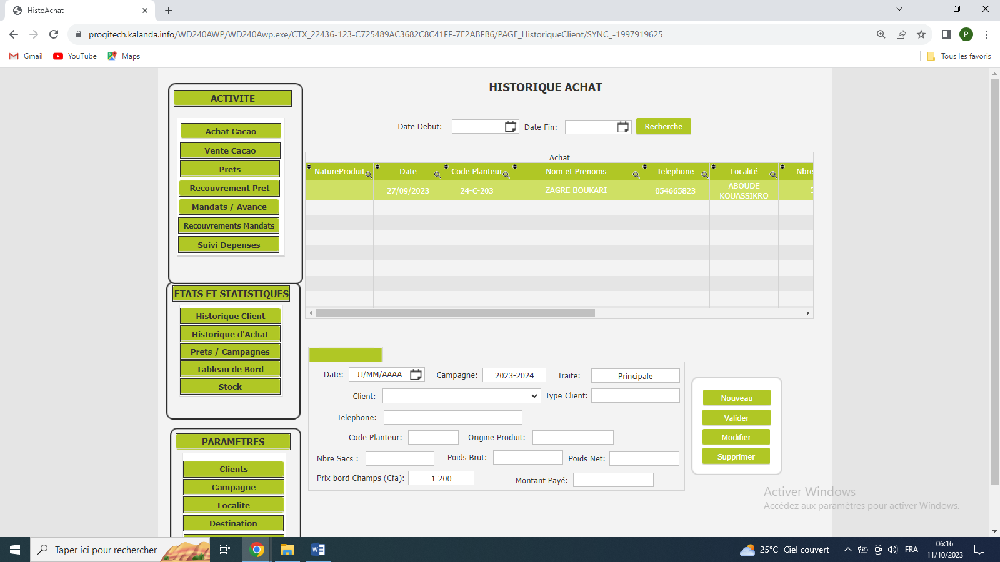 HistoAchat
progitech.kalanda.info/WD240AWP/WD240Awp.exe/CTX_22436-123-C725489AC3682C8C41FF-7E2ABFB6/PAGE_HistoriqueClient/SYNC_-1997919625
P
Gmail YouTube Maps
Tous les favoris
HISTORIQUE ACHAT
Date Debut: Date Fin: Recherche
ACTIVITE
Achat Cacao
Vente Cacao
Prets
Recouvrement Pret
Mandats / Avance
Recouvrements Mandats
Suivi Depenses
ETATS ET STATISTIQUES
Historique Client
Historique d'Achat
Prets / Campagnes
Tableau de Bord
Stock
PARAMETRES
Clients
Campagne
Localite
Destination
Achat
NatureProduit Date Code Planteur Nom et Prenoms Telephone Localité Nbre
27/09/2023 24-C-203 ZAGRE BOUKARI 054665823 ABOUDE KOUASSIKRO
Date: JJ/MM/AAAA Campagne: 2023-2024 Traite: Principale
Client: Type Client:
Telephone:
Code Planteur: Origine Produit:
Nbre Sacs : Poids Brut: Poids Net:
Prix bord Champs (Cfa): 1 200 Montant Payé:
Nouveau
Valider
Modifier
Supprimer
Activer Windows
Accédez aux paramètres pour activer Windows.
Taper ici pour rechercher
25°C Ciel couvert
FRA
06:16
11/10/2023